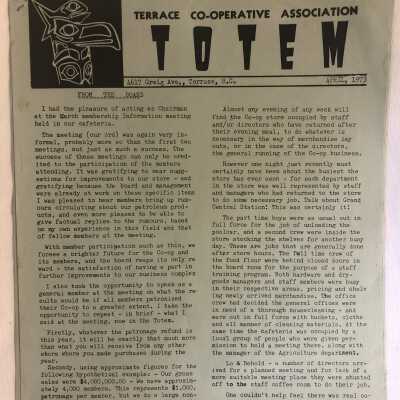 TERRACE CO-OPERATIVE ASSOCIATION
TOTEM
4617 Greig Ave., Terrace, B.C.
APRIL, 1973
FROM THE BOARD
I had the pleasure of acting as Chairman
at the March membership information meeting
held in our cafeteria.
The meeting (our 3rd) was again very in-
formal, probably more so than the first two
meetings, and just as much a success. The
success of these meetings can only be cred-
ited to the participation of the members
attending. It was gratifying to hear sugg-
estions for improvements to our store - and
gratifying because the board and management
were already at work on those specific items
I was pleased to hear members bring up rum-
ours circulating about our petroleum prod-
ucts, and even more pleased to be able to
give factual replies to the rumours, based
on my own experience in this field and that
of fellow members at the meeting.
With member participation such as this, we
foresee a brighter future for the Co-op and
its members, and the board reaps its only re-
ward - the satisfaction of having a part in
further improvements to our business complex
I also took the opportunity to speak as a
general member at the meeting on what the re-
sults would be if all members patronized
their Co-op to a greater extent. I take the
opportunity to repeat - in brief - what I
said at the meeting, now in the Totem.
Firstly, whatever the patronage refund is
this year, it will be exactly that much more
than what you will receive from any other
store where you made purchases during the
year.
Secondly, using approximate figures for the
following hypothetical example: - Our gross
sales were $4,000,000.00 - We have approxim-
ately 4,000 members. This represents $1,000.
patronage per member, but we do a large non-
Almost any evening of any week will
find the Co-op store occupied by staff
and/or directors who have returned after
their evening meal, to do whatever is
necessary in the way of merchandise lay
outs, or in the case of the directors,
the general running of the Co-op business.
However one night just recently must
certainly have been about the busiest the
store has ever seen - for each department
in the store was well represented by staff
and managers who had returned to the store
to do some necessary job. Talk about Grand
Central Station! This was certainly it!
The part time boys were as usual out in
full force for the job of unloading the
poolcar, and a second crew were inside the
store stocking the shelves for another busy
day. These are jobs that are generally done
after store hours. The full time crew of
the food floor were behind closed doors in
the board room for the purpose of a staff
training program. Both hardware and dry-
goods managers and staff members were busy
in their respective areas, pricing and shelv-
ing newly arrived merchandise. The office
crew had decided the general offices were
in need of a thorough housecleaning - and
were out in full force with buckets, cloths
and all manner of cleaning materials. At the
same time the Cafeteria was occupied by a
local group of people who were given per-
mission to hold a meeting there, along with
the manager of the Agriculture department.
Lo & Behold - a number of directors arr-
ived for a planned meeting and for lack of a
more suitable meeting place they were shunted
off to the staff coffee room to do their job.
One couldn't help feel there was real co-